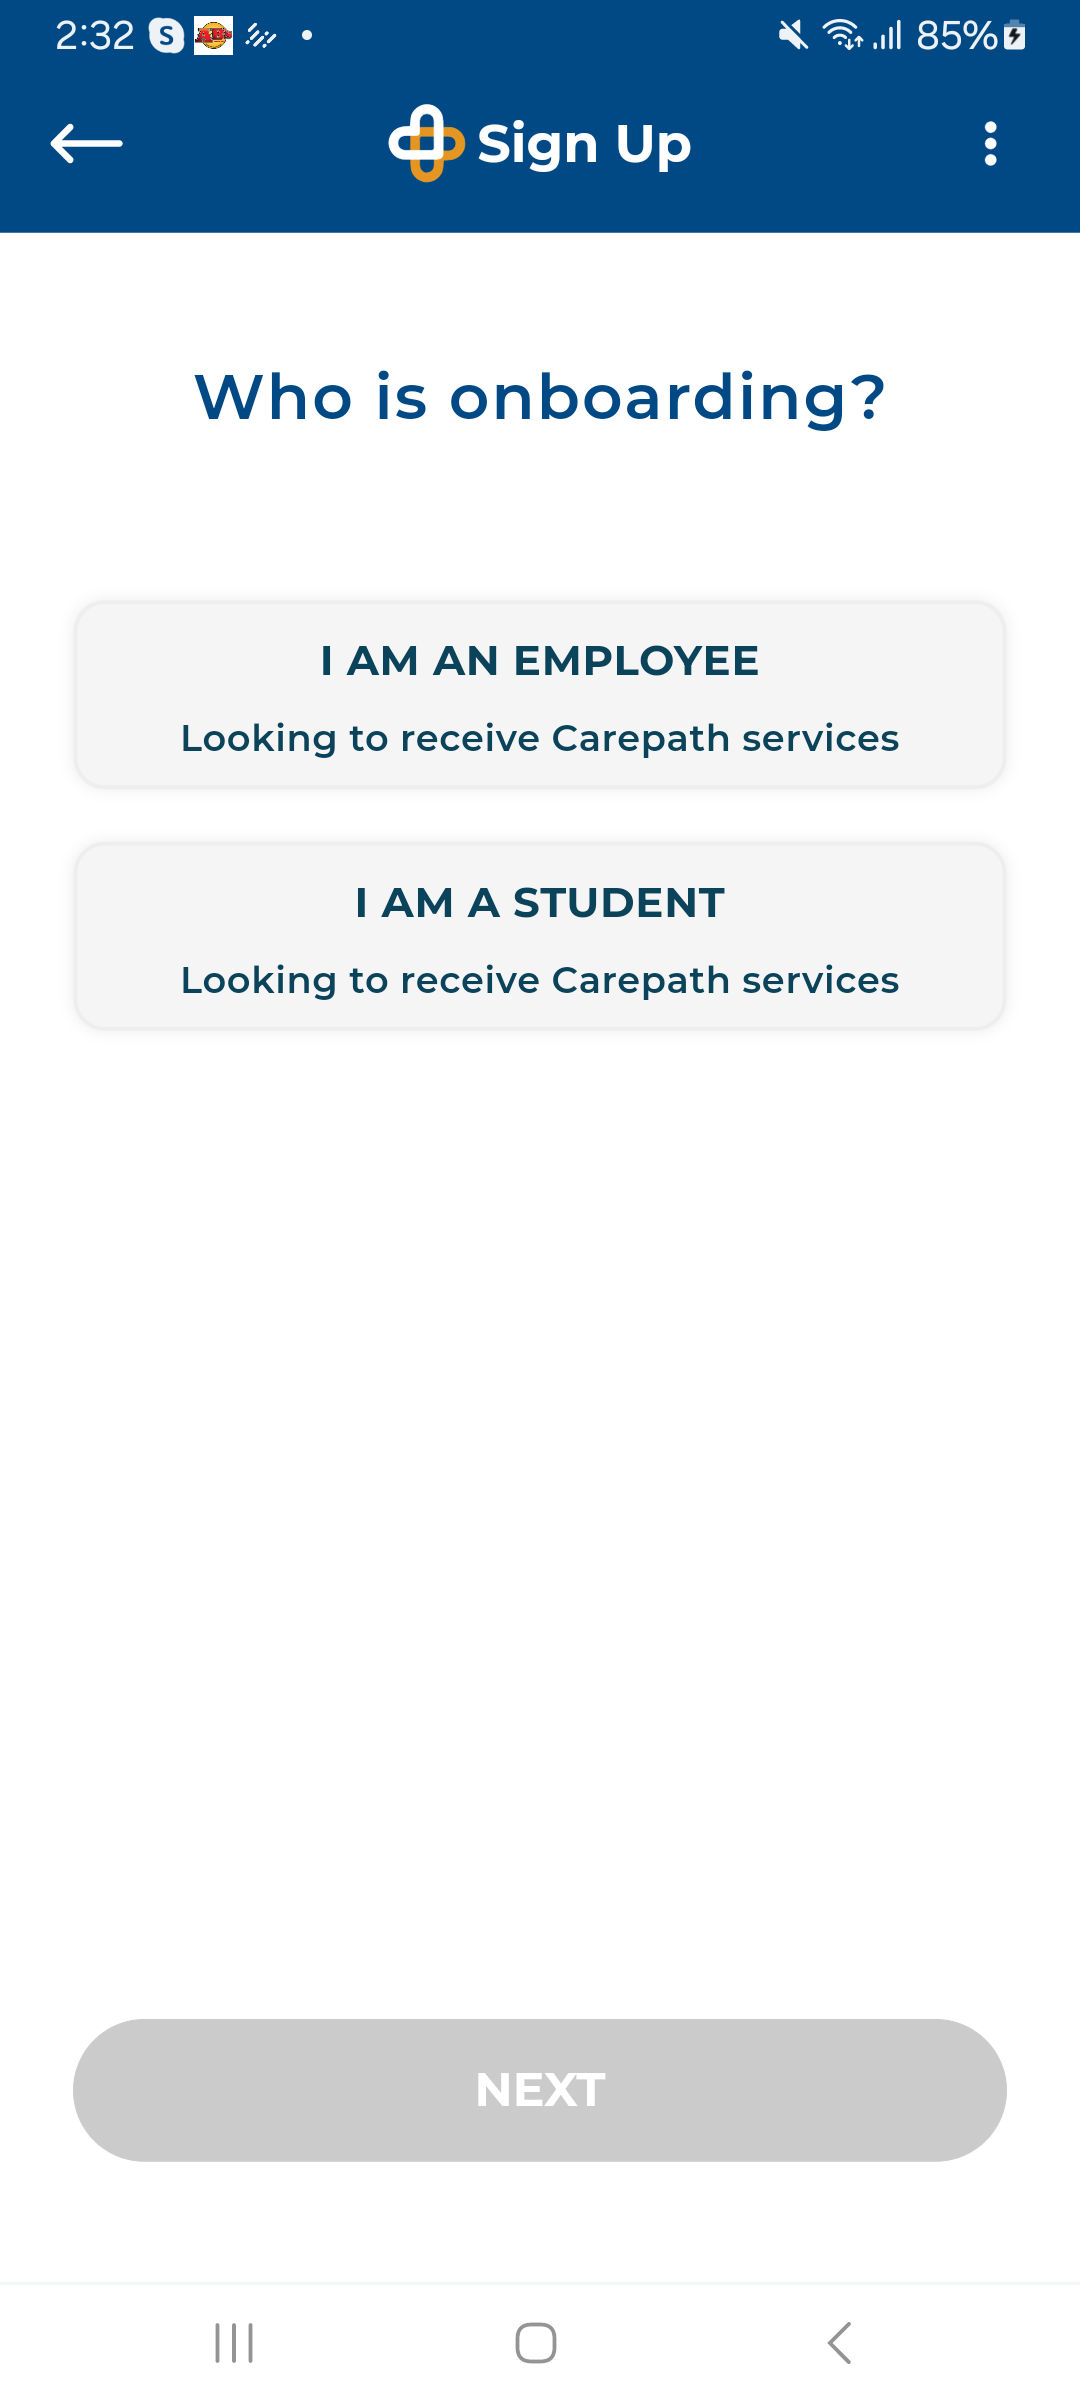 2:32 S AB's 85%
Sign Up
Who is onboarding?
I AM AN EMPLOYEE
Looking to receive Carepath services
I AM A STUDENT
Looking to receive Carepath services
NEXT